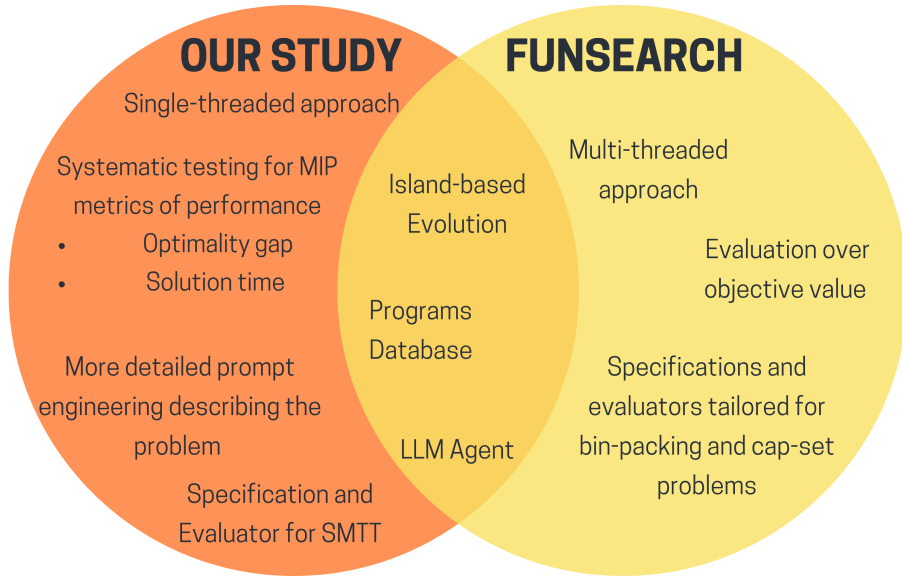 OUR STUDY
Single-threaded approach
Systematic testing for MIP
metrics of performance
• Optimality gap
• Solution time
More detailed prompt
engineering describing the
problem
Specification and
Evaluator for SMTT
Island-based
Evolution
Programs
Database
LLM Agent
FUNSEARCH
Multi-threaded
approach
Evaluation over
objective value
Specifications and
evaluators tailored for
bin-packing and cap-set
problems